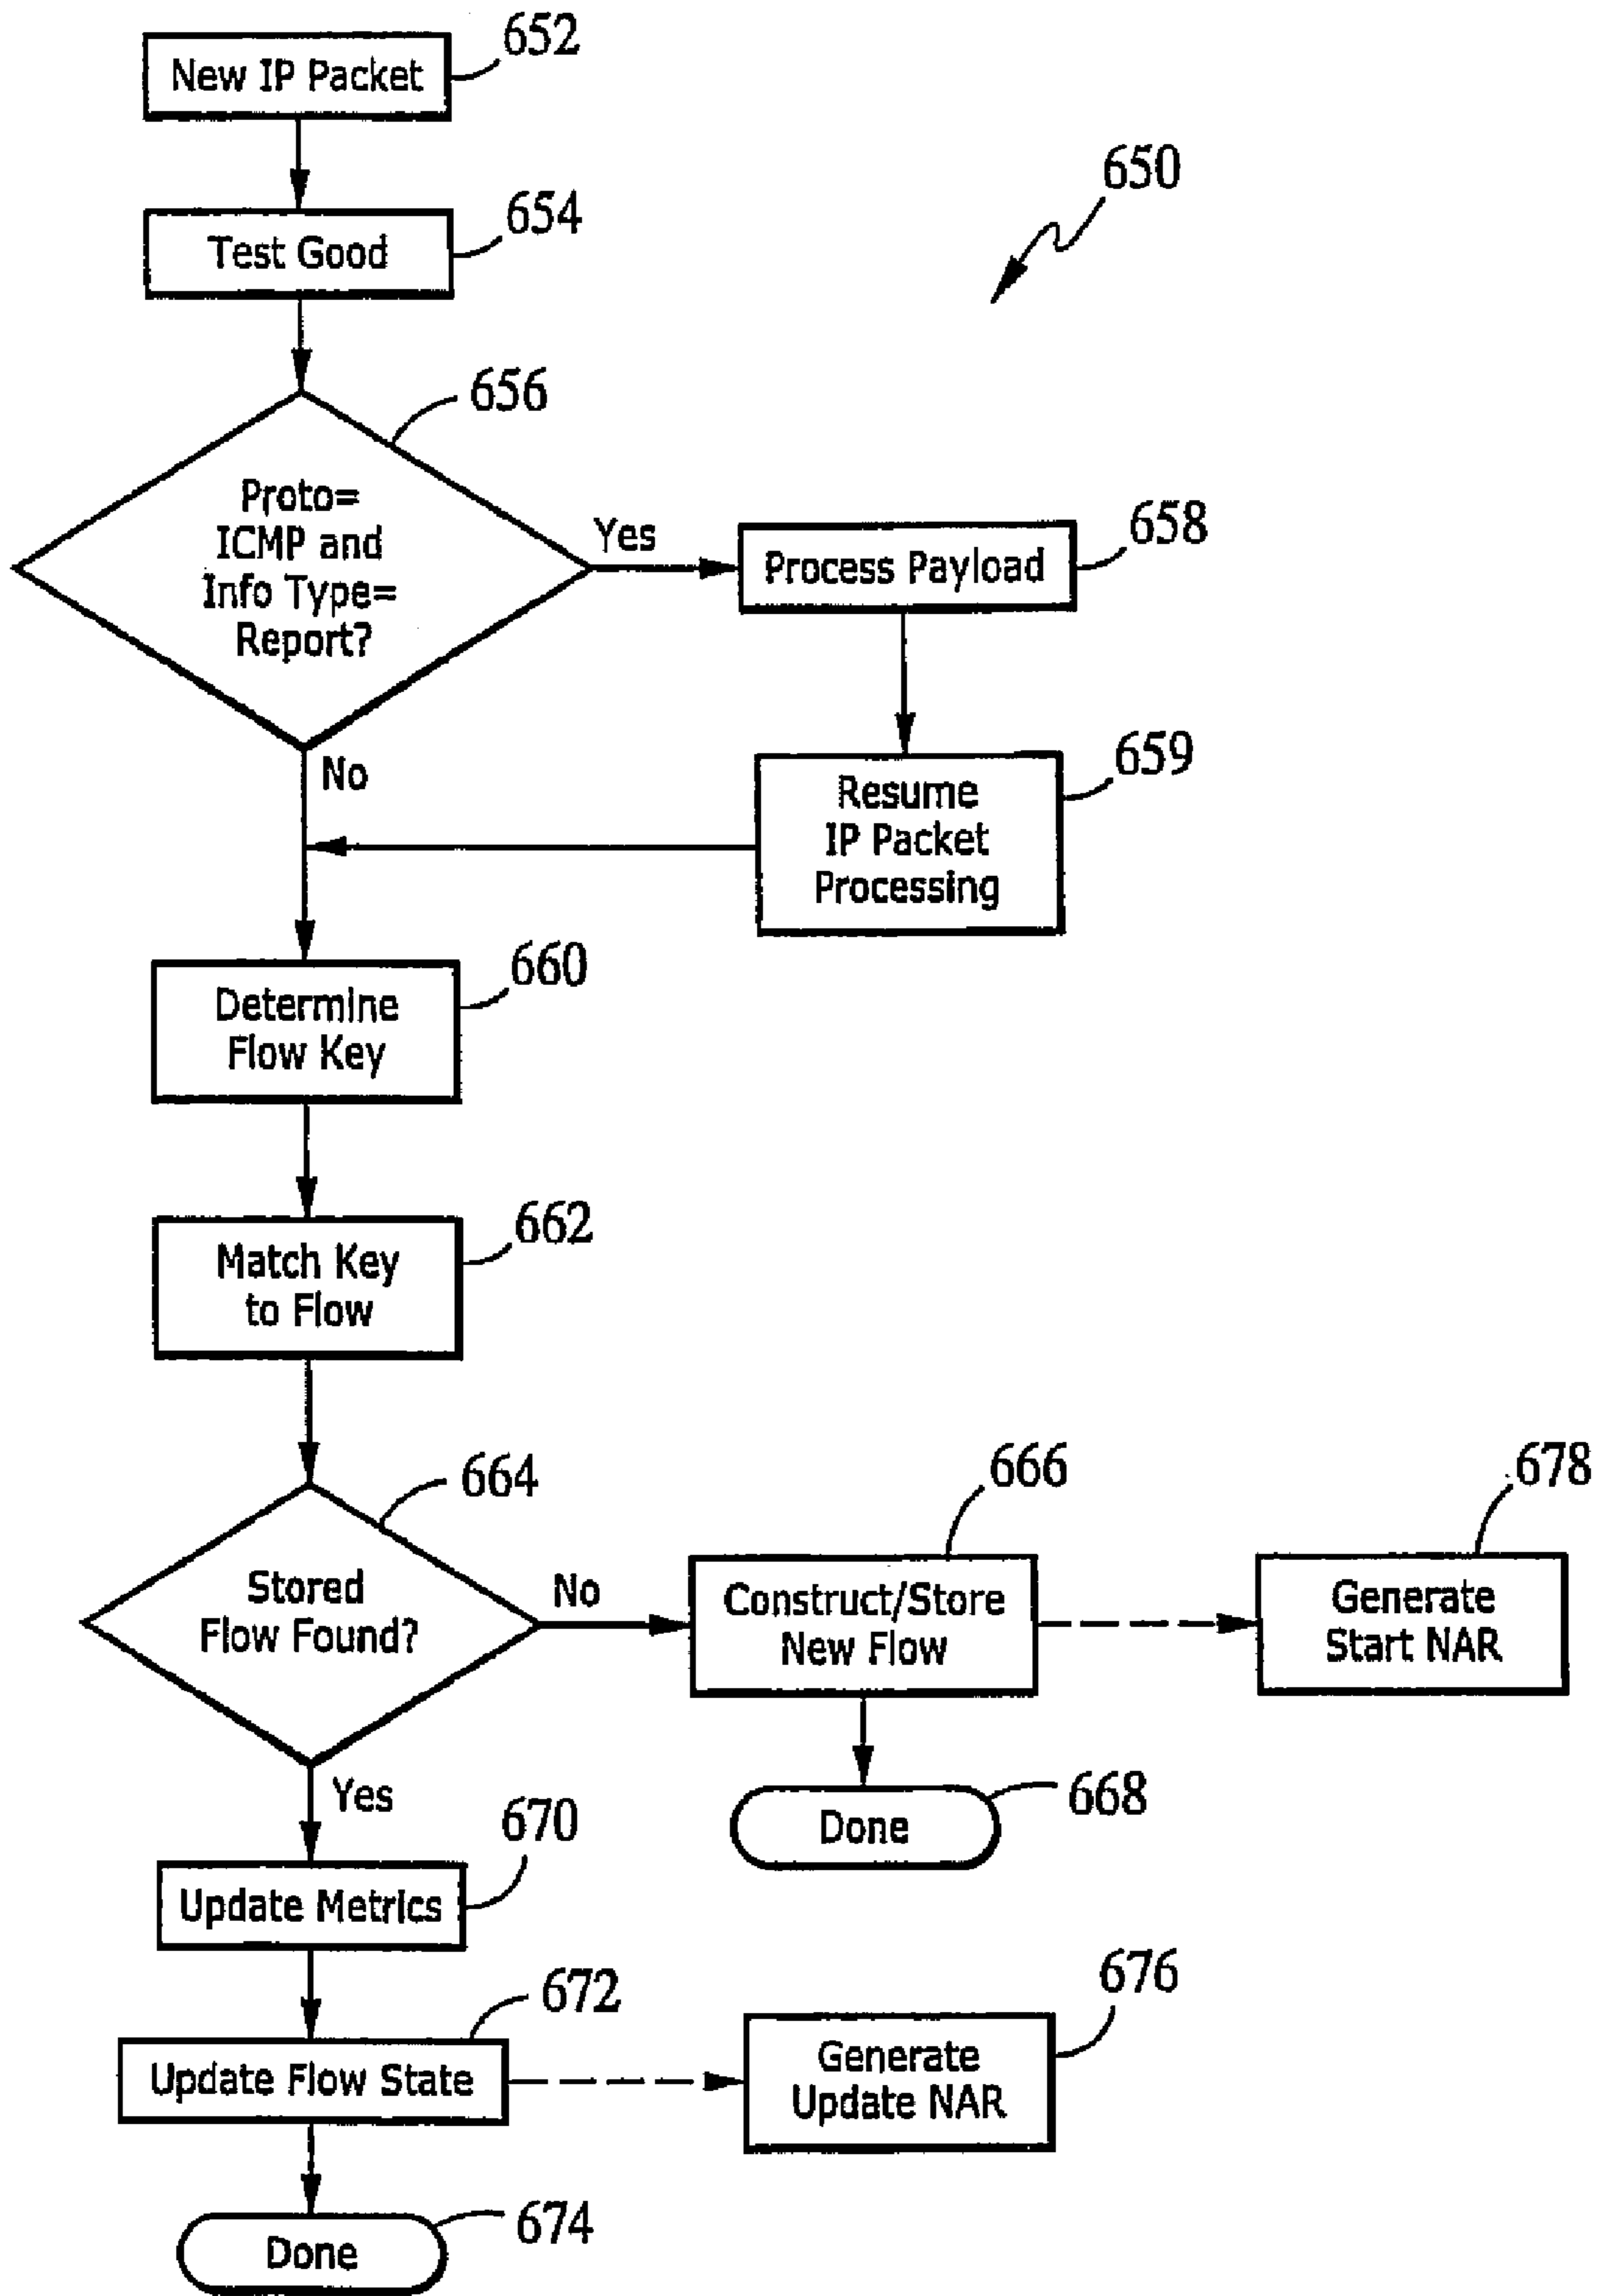 652
New IP Packet
650
654
Test Good
656
Proto=
ICMP and
Info Type=
Report?
Yes
658
Process Payload
No
659
Resume
IP Packet
Processing
660
Determine
Flow Key
662
Match Key
to Flow
664
Stored
Flow Found?
No
666
Construct/Store
New Flow
678
Generate
Start NAR
Yes
668
Done
670
Update Metrics
672
Update Flow State
676
Generate
Update NAR
674
Done